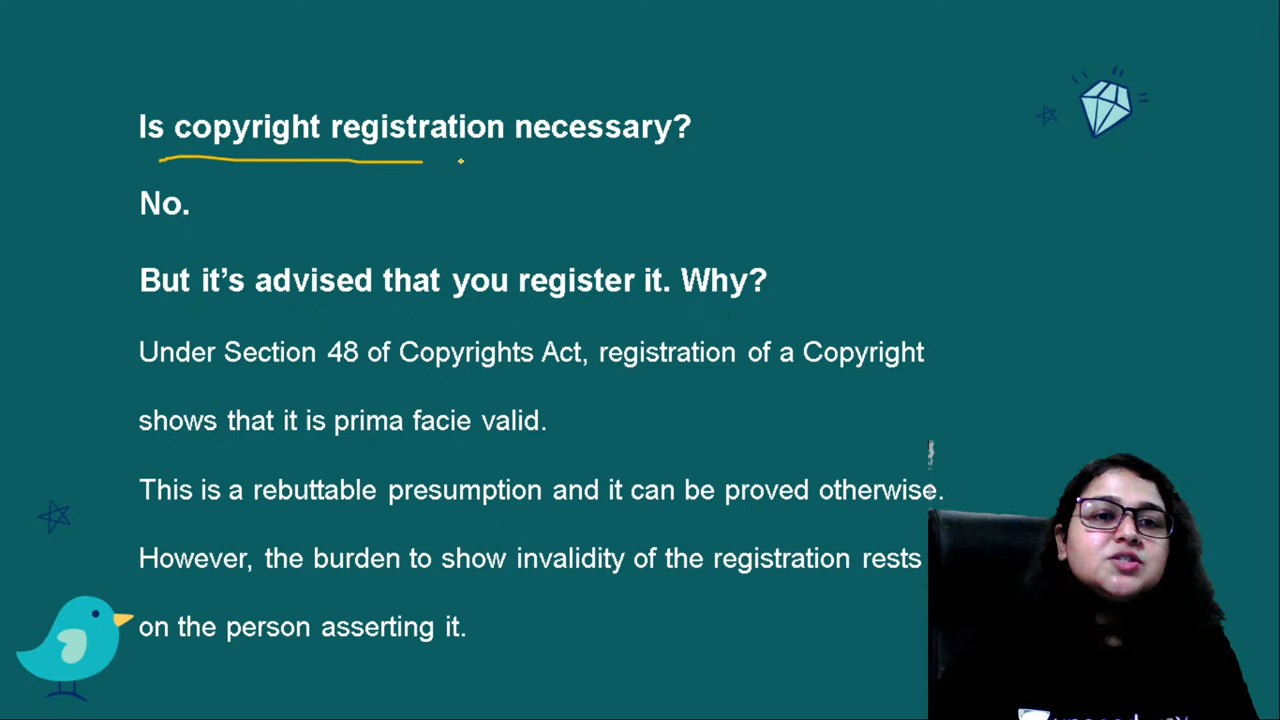 Is copyright registration necessary?
No.
But it’s advised that you register it. Why?
Under Section 48 of Copyrights Act, registration of a Copyright
shows that it is prima facie valid.
This is a rebuttable presumption and it can be proved otherwise.
However, the burden to show invalidity of the registration rests
on the person asserting it.